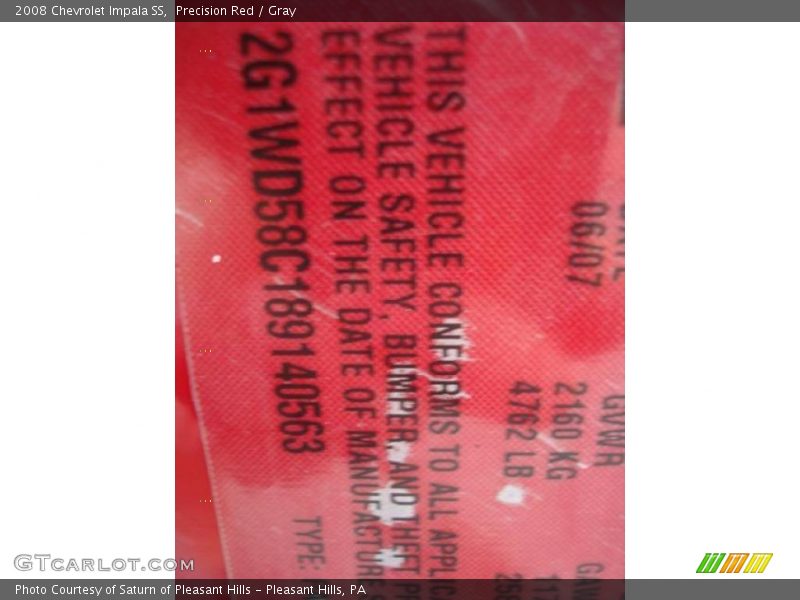 2008 Chevrolet Impala SS, Precision Red / Gray
06/07
GVWR
2160 KG
4762 LB
THIS VEHICLE CONFORMS TO ALL APPLIC
VEHICLE SAFETY, BUMPER, AND THEFT
EFFECT ON THE DATE OF MANUFACTUR
2G1WD58C189140563
TYPE:
GTCarlot.com
Photo Courtesy of Saturn of Pleasant Hills - Pleasant Hills, PA